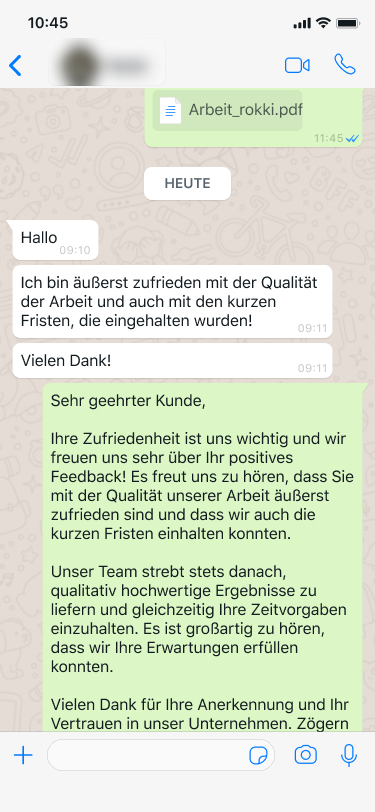 10:45
Arbeit_rokki.pdf
11:45
HEUTE
Hallo
09:10
Ich bin äußerst zufrieden mit der Qualität
der Arbeit und auch mit den kurzen
Fristen, die eingehalten wurden!
09:11
Vielen Dank!
09:11
Sehr geehrter Kunde,
Ihre Zufriedenheit ist uns wichtig und wir
freuen uns sehr über Ihr positives
Feedback! Es freut uns zu hören, dass Sie
mit der Qualität unserer Arbeit äußerst
zufrieden sind und dass wir auch die
kurzen Fristen einhalten konnten.
Unser Team strebt stets danach,
qualitativ hochwertige Ergebnisse zu
liefern und gleichzeitig Ihre Zeitvorgaben
einzuhalten. Es ist großartig zu hören,
dass wir Ihre Erwartungen erfüllen
konnten.
Vielen Dank für Ihre Anerkennung und Ihr
Vertrauen in unser Unternehmen. Zögern